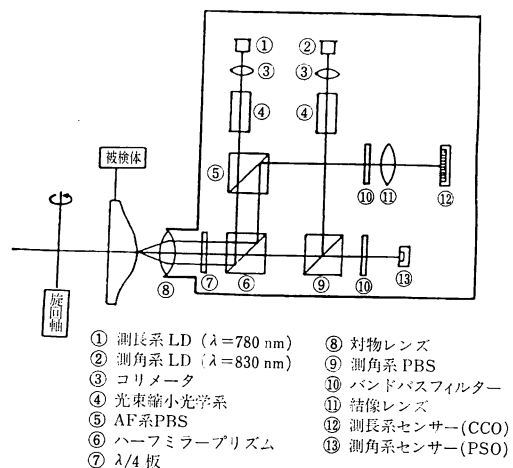 ①
②
③
③
④
④
被検体
⑤
⑩
⑪
⑫
旋回軸
⑧
⑦
⑥
⑨
⑩
⑬
① 測長系 LD (λ=780 nm)
② 測角系 LD (λ=830 nm)
③ コリメータ
④ 光束縮小光学系
⑤ AF系PBS
⑥ ハーフミラープリズム
⑦ λ/4 板
⑧ 対物レンズ
⑨ 測角系 PBS
⑩ バンドバスフィルター
⑪ 結像レンズ
⑫ 測長系センサー(CCO)
⑬ 測角系センサー(PSO)